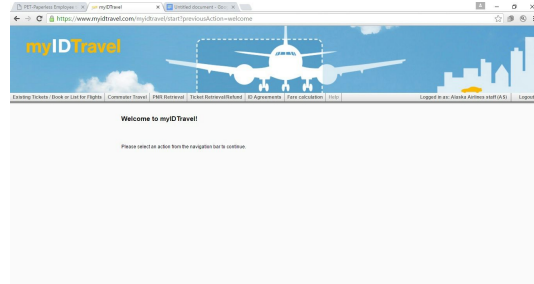 PET-Paperless Employee
myIDTravel
Untitled document - Goo
https://www.myidtravel.com/myidtravel/start?previousAction=welcome
myIDTravel
Existing Tickets / Book or List for Flights
Commuter Travel
PNR Retrieval
Ticket Retrieval/Refund
ID Agreements
Fare calculation
Help
Logged in as: Alaska Airlines staff (AS)
Logout
Welcome to myIDTravel!
Please select an action from the navigation bar to continue.